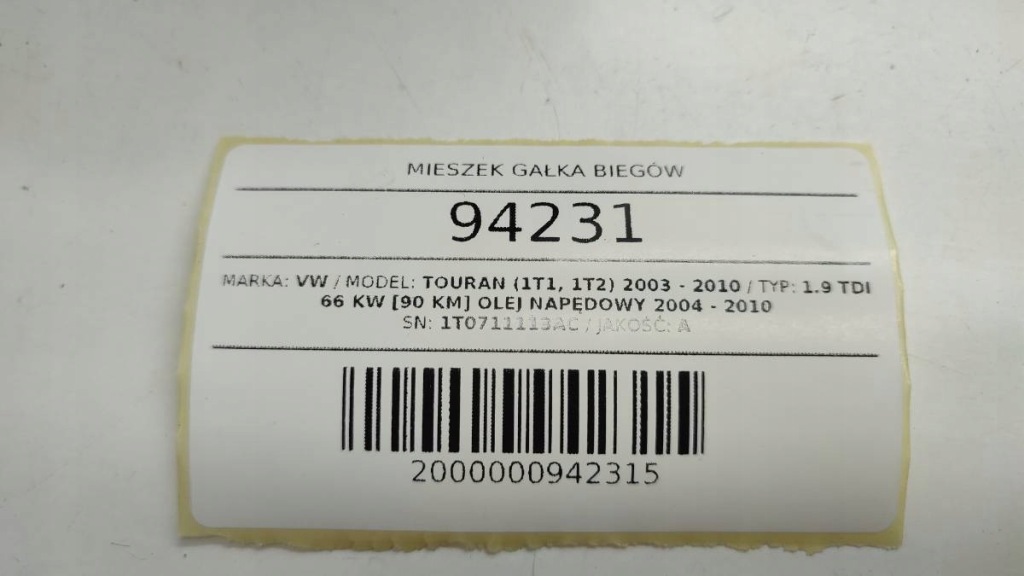 MIESZEK GAŁKA BIEGÓW
94231
MARKA: VW / MODEL: TOURAN (1T1, 1T2) 2003 - 2010 / TYP: 1.9 TDI
66 KW [90 KM] OLEJ NAPĘDOWY 2004 - 2010
SN: 1T0711113AC / JAKOŚĆ: A
2000000942315